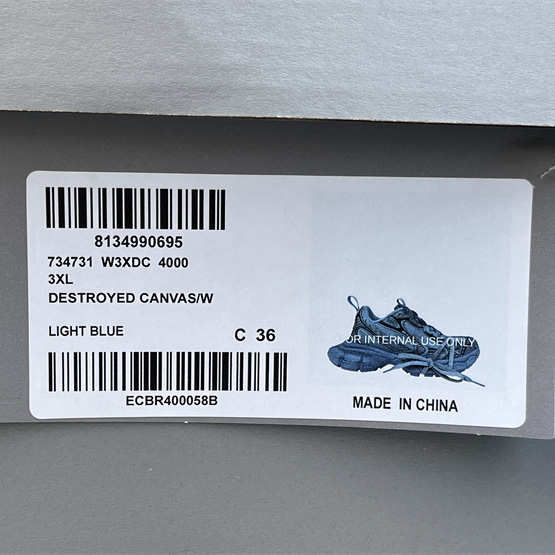 8134990695
734731 W3XDC 4000
3XL
DESTROYED CANVAS/W
LIGHT BLUE
C 36
ECBR400058B
OR INTERNAL USE ONLY
MADE IN CHINA